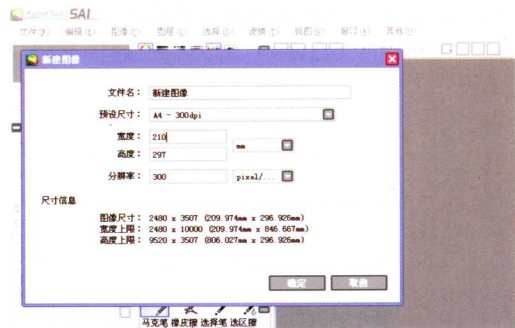 PaintTool SAI
文件(F) 编辑(E) 图像(C) 图层(L) 选择(S) 滤镜(T) 视图(V) 窗口(W) 其他(O)
新建图像
文件名： 新建图像
预设尺寸： A4 - 300dpi
宽度： 210
mm
高度： 297
分辨率： 300 pixel/...
尺寸信息
图像尺寸： 2480 x 3507 (209.974mm x 296.926mm)
宽度上限： 2480 x 10000 (209.974mm x 846.667mm)
高度上限： 9520 x 3507 (806.027mm x 296.926mm)
确定 取消
马克笔 橡皮擦 选择笔 选区擦